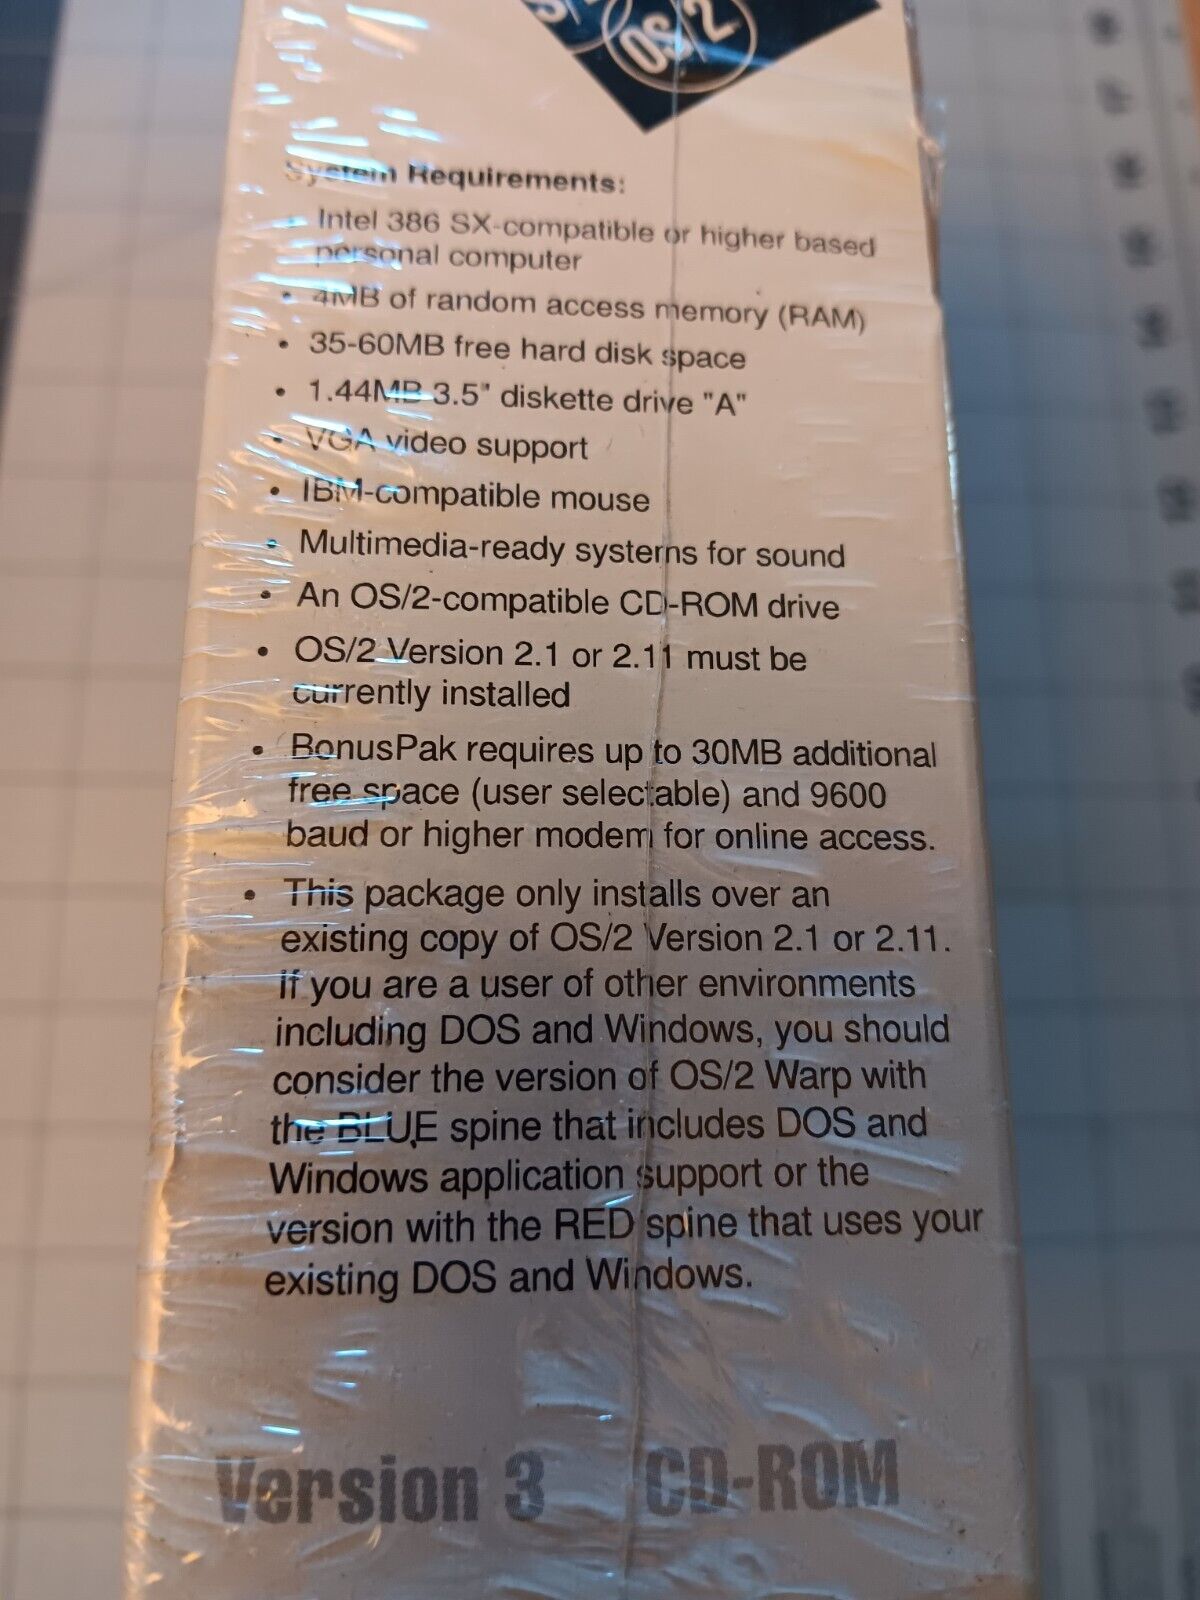 OS/2
System Requirements:
• Intel 386 SX-compatible or higher based
personal computer
• 4MB of random access memory (RAM)
• 35-60MB free hard disk space
• 1.44MB 3.5" diskette drive "A"
• VGA video support
• IBM-compatible mouse
• Multimedia-ready systems for sound
• An OS/2-compatible CD-ROM drive
• OS/2 Version 2.1 or 2.11 must be
currently installed
• BonusPak requires up to 30MB additional
free space (user selectable) and 9600
baud or higher modem for online access.
• This package only installs over an
existing copy of OS/2 Version 2.1 or 2.11.
If you are a user of other environments
including DOS and Windows, you should
consider the version of OS/2 Warp with
the BLUE spine that includes DOS and
Windows application support or the
version with the RED spine that uses your
existing DOS and Windows.
Version 3 CD-ROM